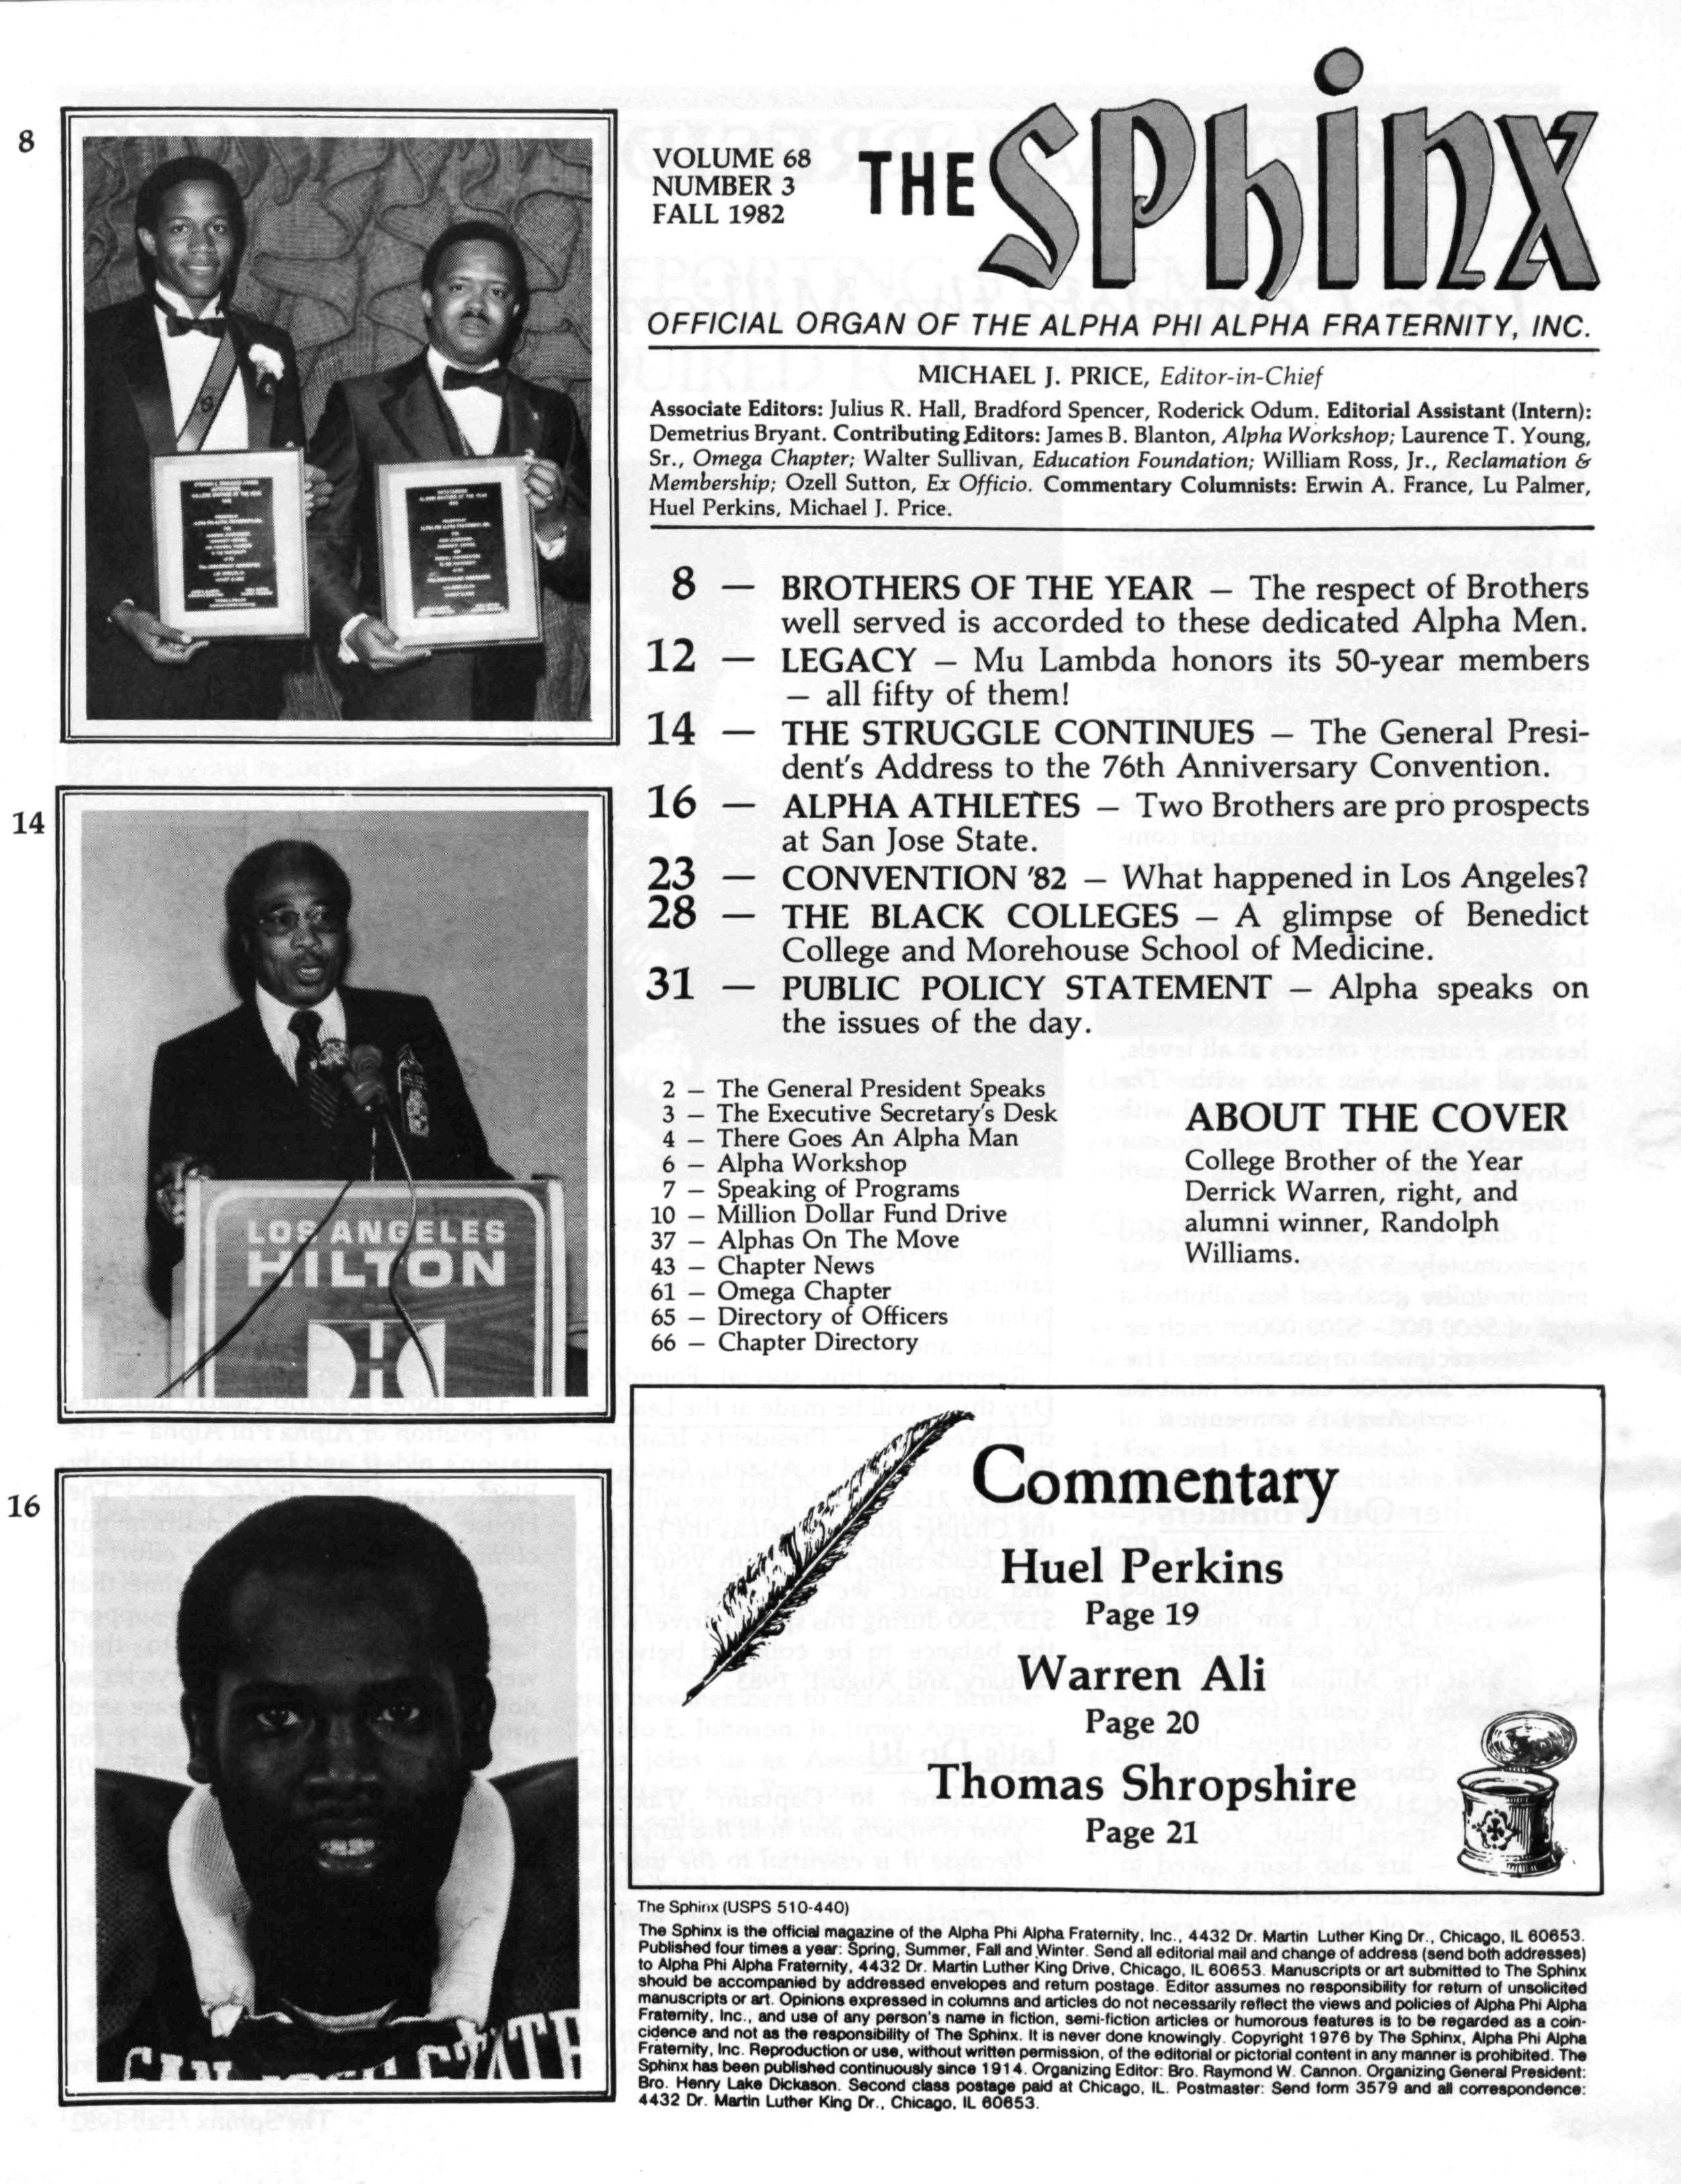 8
14
16
LOS ANGELES
HILTON
VOLUME 68
NUMBER 3
FALL 1982
THE SPhinx
OFFICIAL ORGAN OF THE ALPHA PHI ALPHA FRATERNITY, INC.
MICHAEL J. PRICE, Editor-in-Chief
Associate Editors: Julius R. Hall, Bradford Spencer, Roderick Odum. Editorial Assistant (Intern):
Demetrius Bryant. Contributing Editors: James B. Blanton, Alpha Workshop; Laurence T. Young,
Sr., Omega Chapter; Walter Sullivan, Education Foundation; William Ross, Jr., Reclamation &
Membership; Ozell Sutton, Ex Officio. Commentary Columnists: Erwin A. France, Lu Palmer,
Huel Perkins, Michael J. Price.
8 — BROTHERS OF THE YEAR — The respect of Brothers
well served is accorded to these dedicated Alpha Men.
12 — LEGACY — Mu Lambda honors its 50-year members
— all fifty of them!
14 — THE STRUGGLE CONTINUES — The General Presi-
dent's Address to the 76th Anniversary Convention.
16 — ALPHA ATHLETES — Two Brothers are pro prospects
at San Jose State.
23 — CONVENTION '82 — What happened in Los Angeles?
28 — THE BLACK COLLEGES — A glimpse of Benedict
College and Morehouse School of Medicine.
31 — PUBLIC POLICY STATEMENT — Alpha speaks on
the issues of the day.
2 — The General President Speaks
3 — The Executive Secretary's Desk
4 — There Goes An Alpha Man
6 — Alpha Workshop
7 — Speaking of Programs
10 — Million Dollar Fund Drive
37 — Alphas On The Move
43 — Chapter News
61 — Omega Chapter
65 — Directory of Officers
66 — Chapter Directory
ABOUT THE COVER
College Brother of the Year
Derrick Warren, right, and
alumni winner, Randolph
Williams.
Commentary
Huel Perkins
Page 19
Warren Ali
Page 20
Thomas Shropshire
Page 21
The Sphinx (USPS 510-440)
The Sphinx is the official magazine of the Alpha Phi Alpha Fraternity, Inc., 4432 Dr. Martin Luther King Dr., Chicago, IL 60653.
Published four times a year: Spring, Summer, Fall and Winter. Send all editorial mail and change of address (send both addresses)
to Alpha Phi Alpha Fraternity, 4432 Dr. Martin Luther King Drive, Chicago, IL 60653. Manuscripts or art submitted to The Sphinx
should be accompanied by addressed envelopes and return postage. Editor assumes no responsibility for return of unsolicited
manuscripts or art. Opinions expressed in columns and articles do not necessarily reflect the views and policies of Alpha Phi Alpha
Fraternity, Inc., and use of any person's name in fiction, semi-fiction articles or humorous features is to be regarded as a coin-
cidence and not as the responsibility of The Sphinx. It is never done knowingly. Copyright 1976 by The Sphinx, Alpha Phi Alpha
Fraternity, Inc. Reproduction or use, without written permission, of the editorial or pictorial content in any manner is prohibited. The
Sphinx has been published continuously since 1914. Organizing Editor: Bro. Raymond W. Cannon. Organizing General President:
Bro. Henry Lake Dickason. Second class postage paid at Chicago, IL. Postmaster: Send form 3579 and all correspondence:
4432 Dr. Martin Luther King Dr., Chicago, IL 60653.